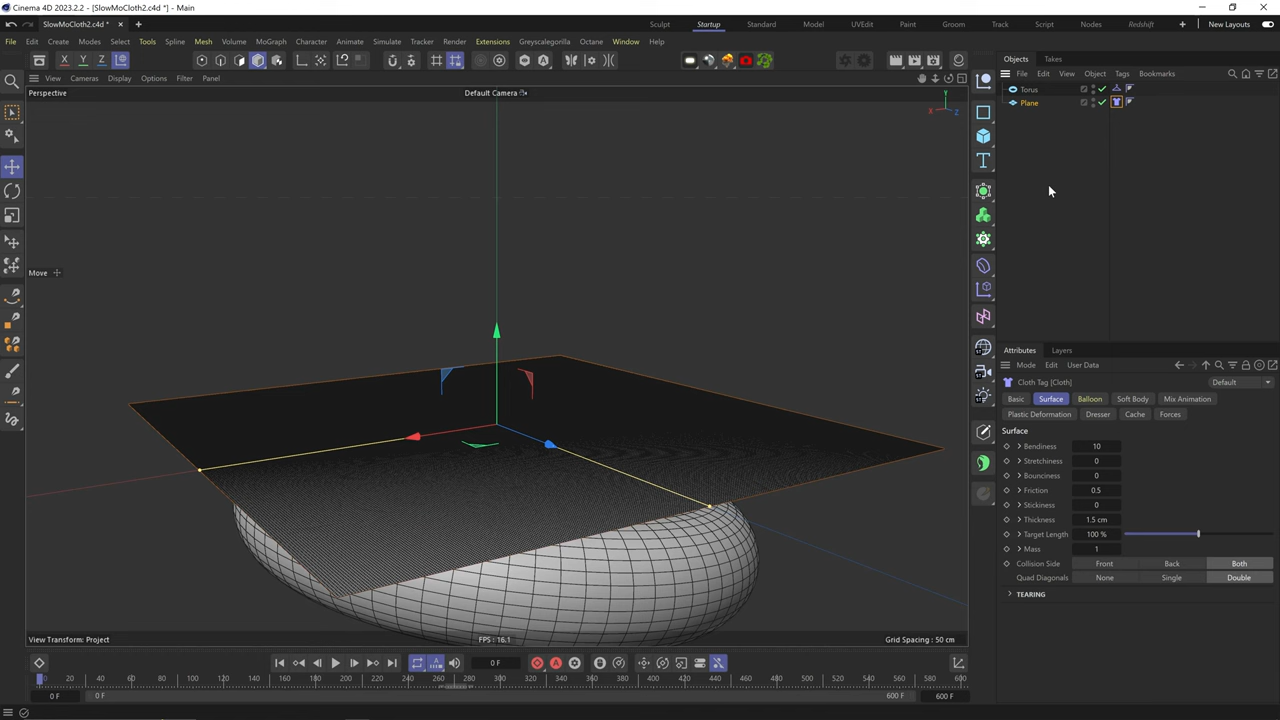 Cinema 4D 2023.2.2 - [SlowMoCloth2.c4d *] - Main
SlowMoCloth2.c4d *
Sculpt Startup Standard Model UVEdit Paint Groom Track Script Nodes Redshift New Layouts
File Edit Create Modes Select Tools Spline Mesh Volume MoGraph Character Animate Simulate Tracker Render Extensions Greyscalegorilla Octane Window Help
X Y Z
View Cameras Display Options Filter Panel
Perspective
Default Camera
Y
X Z
Move
View Transform: Project
FPS : 16.1
Grid Spacing : 50 cm
0 F
0 20 40 60 80 100 120 140 160 180 200 220 240 260 280 300 320 340 360 380 400 420 440 460 480 500 520 540 560 580 600
0 F 0 F 600 F 600 F
Objects Takes
File Edit View Object Tags Bookmarks
Torus
Plane
Attributes Layers
Mode Edit User Data
Cloth Tag [Cloth] Default
Basic Surface Balloon Soft Body Mix Animation
Plastic Deformation Dresser Cache Forces
Surface
Bendiness 10
Stretchiness 0
Bounciness 0
Friction 0.5
Stickiness 0
Thickness 1.5 cm
Target Length 100 %
Mass 1
Collision Side Front Back Both
Quad Diagonals None Single Double
TEARING